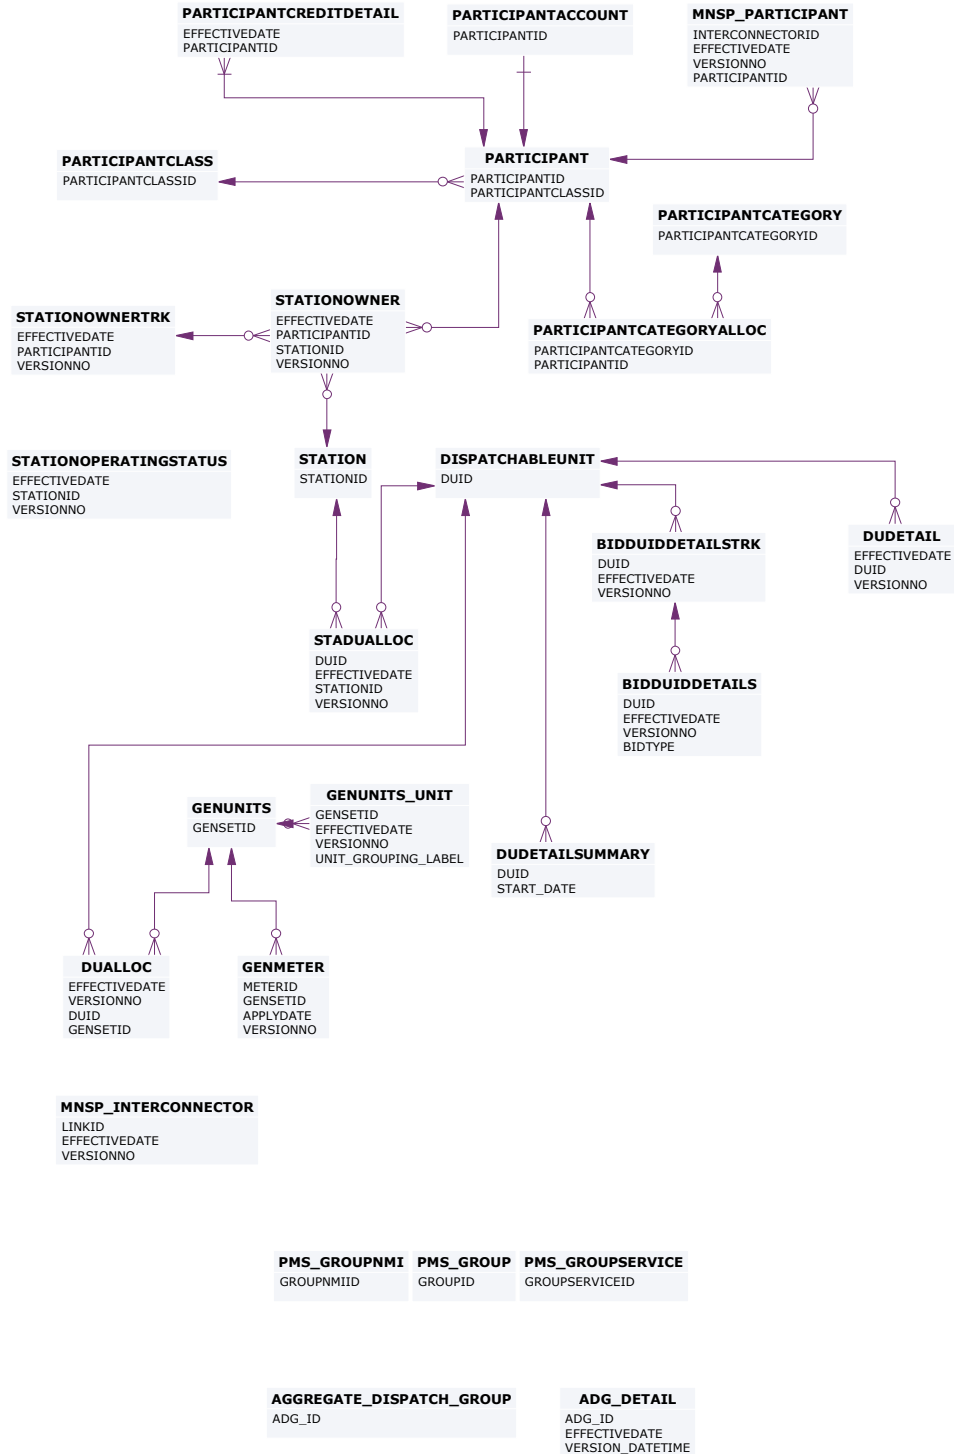 PARTICIPANTCREDITDETAIL
EFFECTIVEDATE
PARTICIPANTID
PARTICIPANTACCOUNT
PARTICIPANTID
MNSP_PARTICIPANT
INTERCONNECTORID
EFFECTIVEDATE
VERSIONNO
PARTICIPANTID
PARTICIPANTCLASS
PARTICIPANTCLASSID
PARTICIPANT
PARTICIPANTID
PARTICIPANTCLASSID
PARTICIPANTCATEGORY
PARTICIPANTCATEGORYID
STATIONOWNERTRK
EFFECTIVEDATE
PARTICIPANTID
VERSIONNO
STATIONOWNER
EFFECTIVEDATE
PARTICIPANTID
STATIONID
VERSIONNO
PARTICIPANTCATEGORYALLOC
PARTICIPANTCATEGORYID
PARTICIPANTID
STATIONOPERATINGSTATUS
EFFECTIVEDATE
STATIONID
VERSIONNO
STATION
STATIONID
DISPATCHABLEUNIT
DUID
BIDDUIDDETAILSTRK
DUID
EFFECTIVEDATE
VERSIONNO
DUDETAIL
EFFECTIVEDATE
DUID
VERSIONNO
STADUALLOC
DUID
EFFECTIVEDATE
STATIONID
VERSIONNO
BIDDUIDDETAILS
DUID
EFFECTIVEDATE
VERSIONNO
BIDTYPE
GENUNITS
GENSETID
GENUNITS_UNIT
GENSETID
EFFECTIVEDATE
VERSIONNO
UNIT_GROUPING_LABEL
DUDETAILSUMMARY
DUID
START_DATE
DUALLOC
EFFECTIVEDATE
VERSIONNO
DUID
GENSETID
GENMETER
METERID
GENSETID
APPLYDATE
VERSIONNO
MNSP_INTERCONNECTOR
LINKID
EFFECTIVEDATE
VERSIONNO
PMS_GROUPNMI
GROUPNMIID
PMS_GROUP
GROUPID
PMS_GROUPSERVICE
GROUPSERVICEID
AGGREGATE_DISPATCH_GROUP
ADG_ID
ADG_DETAIL
ADG_ID
EFFECTIVEDATE
VERSION_DATETIME